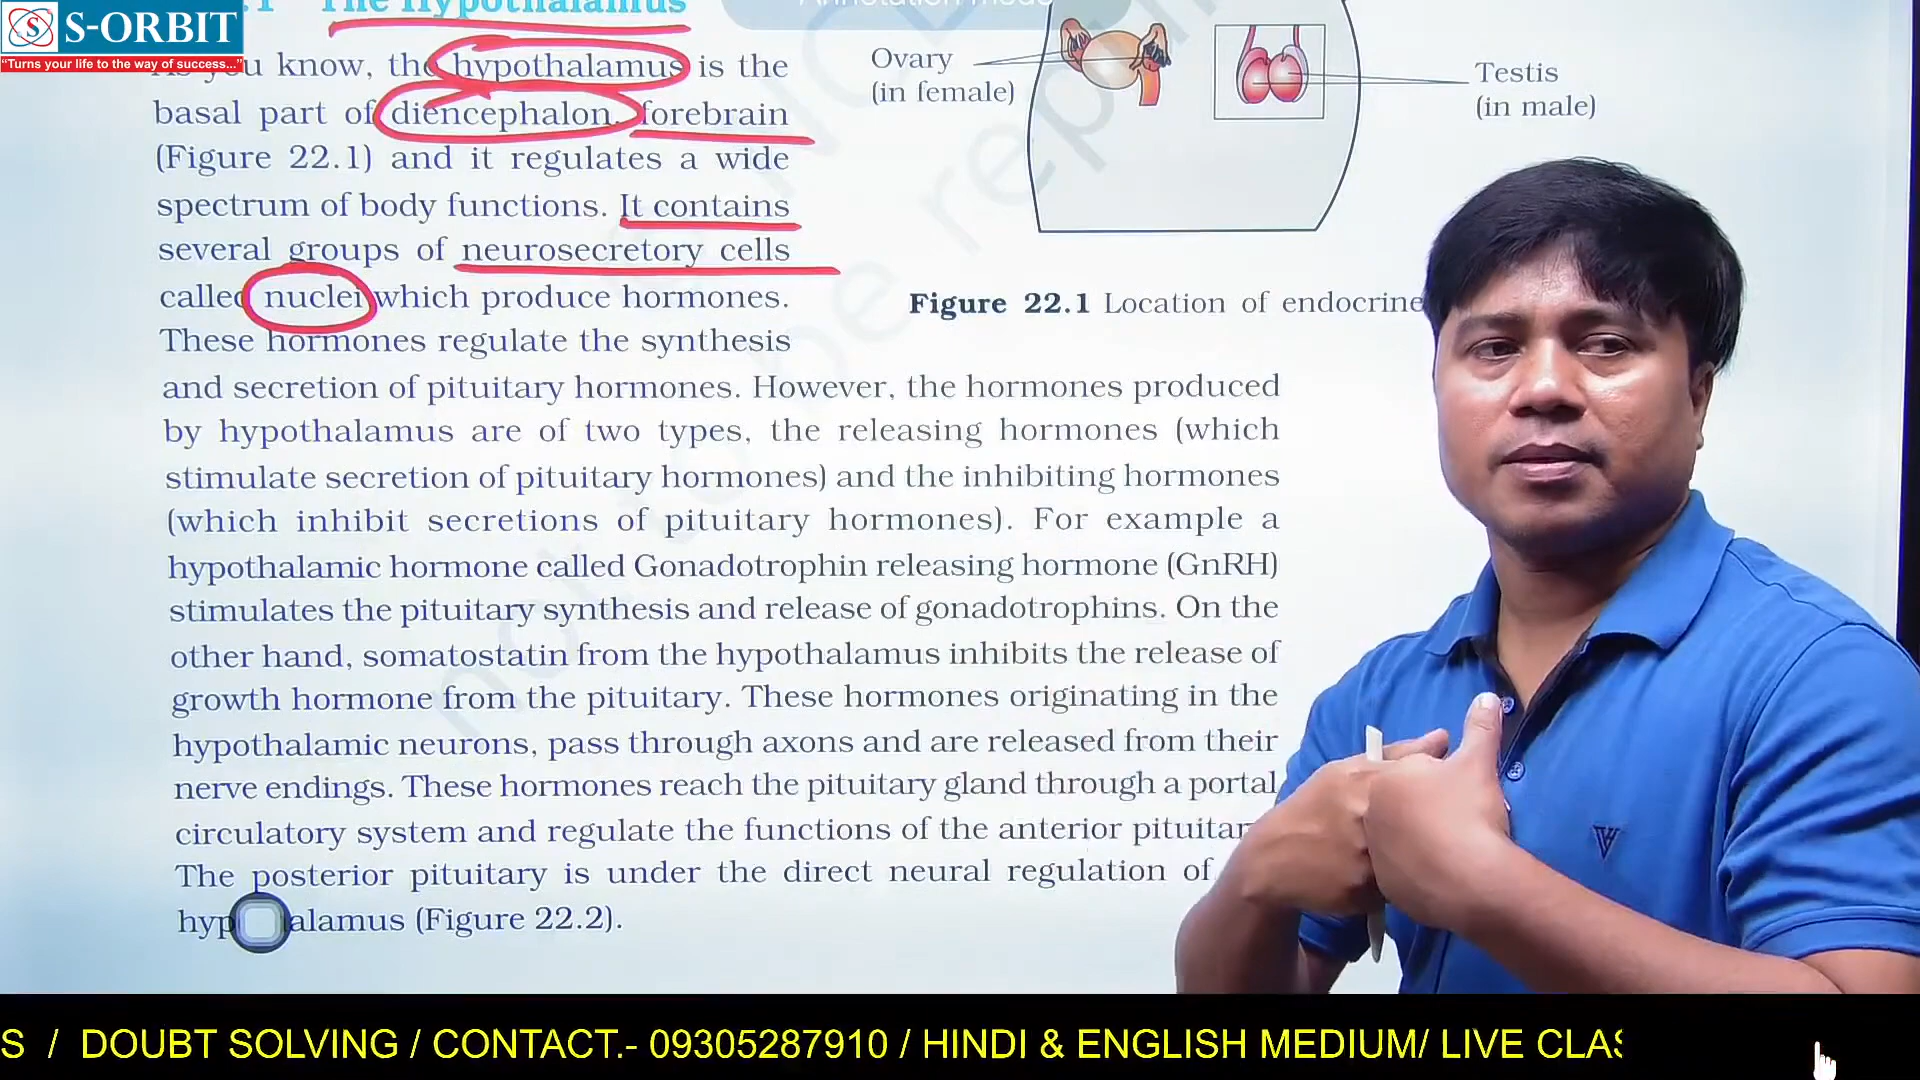 S-ORBIT
"Turns your life to the way of success..."
The Hypothalamus
Annotation mode
you know, the hypothalamus is the
basal part of diencephalon, forebrain
(Figure 22.1) and it regulates a wide
spectrum of body functions. It contains
several groups of neurosecretory cells
called nuclei which produce hormones.
These hormones regulate the synthesis
and secretion of pituitary hormones. However, the hormones produced
by hypothalamus are of two types, the releasing hormones (which
stimulate secretion of pituitary hormones) and the inhibiting hormones
(which inhibit secretions of pituitary hormones). For example a
hypothalamic hormone called Gonadotrophin releasing hormone (GnRH)
stimulates the pituitary synthesis and release of gonadotrophins. On the
other hand, somatostatin from the hypothalamus inhibits the release of
growth hormone from the pituitary. These hormones originating in the
hypothalamic neurons, pass through axons and are released from their
nerve endings. These hormones reach the pituitary gland through a portal
circulatory system and regulate the functions of the anterior pituitar
The posterior pituitary is under the direct neural regulation of
hyp alamus (Figure 22.2).
Ovary
(in female)
Testis
(in male)
Figure 22.1 Location of endocrine
not to be
S / DOUBT SOLVING / CONTACT.- 09305287910 / HINDI & ENGLISH MEDIUM/ LIVE CLAS